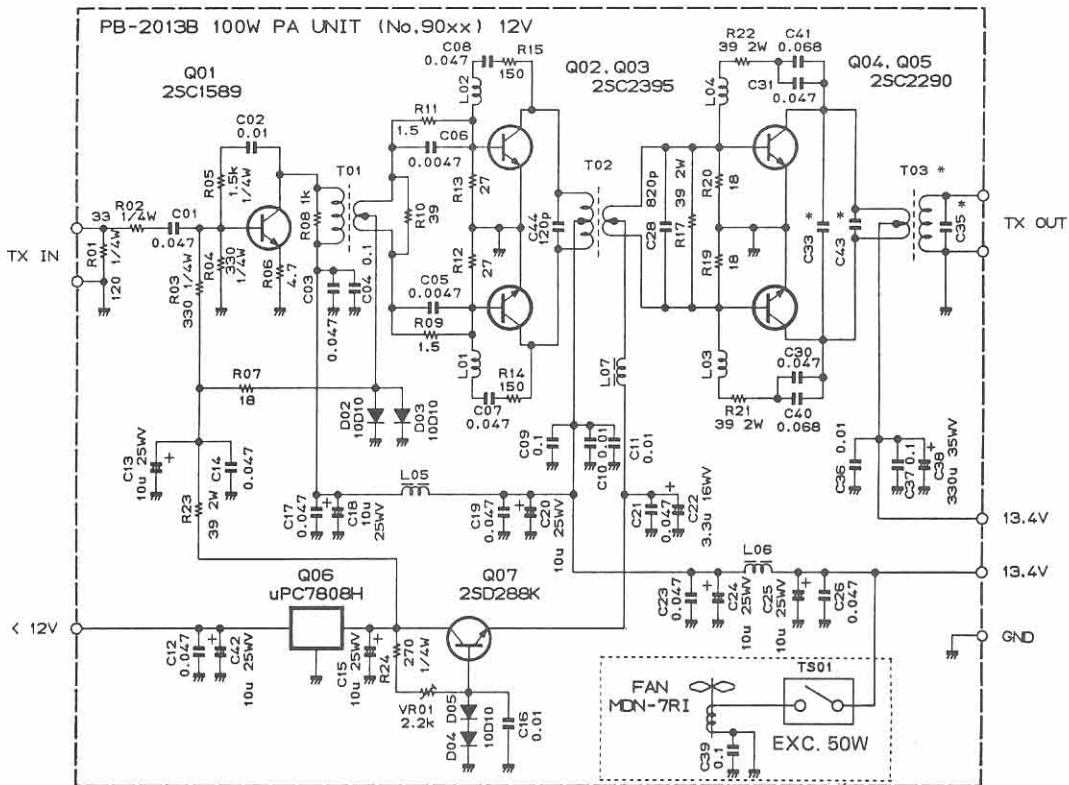 PB-2013B 100W PA UNIT (No.90xx) 12V
Q01
2SC1589
C02
0.01
R05
1.5k
1/4W
R02
33 1/4W
C01
0.047
TX IN
R01
120 1/4W
R03
330 1/4W
R04
330
1/4W
R06
4.7
R08 1k
T01
C03
0.047
C04 0.1
R11
1.5
C06
0.0047
R10
39
C05
0.0047
R09
1.5
C08
0.047
R15
150
L02
R13
27
R12
27
L01
R14
150
C07
0.047
Q02, Q03
2SC2395
C44
120p
T02
820p
C28
39 2W
R17
R22
39 2W
C41
0.068
C31
0.047
L04
R20
18
R19
18
L03
R21
39 2W
C30
0.047
C40
0.068
Q04, Q05
2SC2290
C33 *
C43 *
T03 *
C35 *
TX OUT
R07
18
D02
10D10
D03
10D10
L07
C09
0.1
C10 0.01
C11
0.01
C36 0.01
C37 0.1
C38
330u 35WV
C13
10u 25WV
C14
0.047
R23
39 2W
C17
0.047
C18
10u
25WV
L05
C19
0.047
C20
10u 25WV
C21
0.047
C22
3.3u 16WV
13.4V
L06
13.4V
C23
0.047
C24
10u 25WV
C25
10u 25WV
C26
0.047
Q06
uPC7808H
Q07
2SD288K
< 12V
C12
0.047
C42
10u 25WV
C15
10u 25WV
R24
270
1/4W
VR01
2.2k
D04 D05
10D10
C16
0.01
GND
FAN
MDN-7RI
TS01
EXC. 50W
C39
0.1